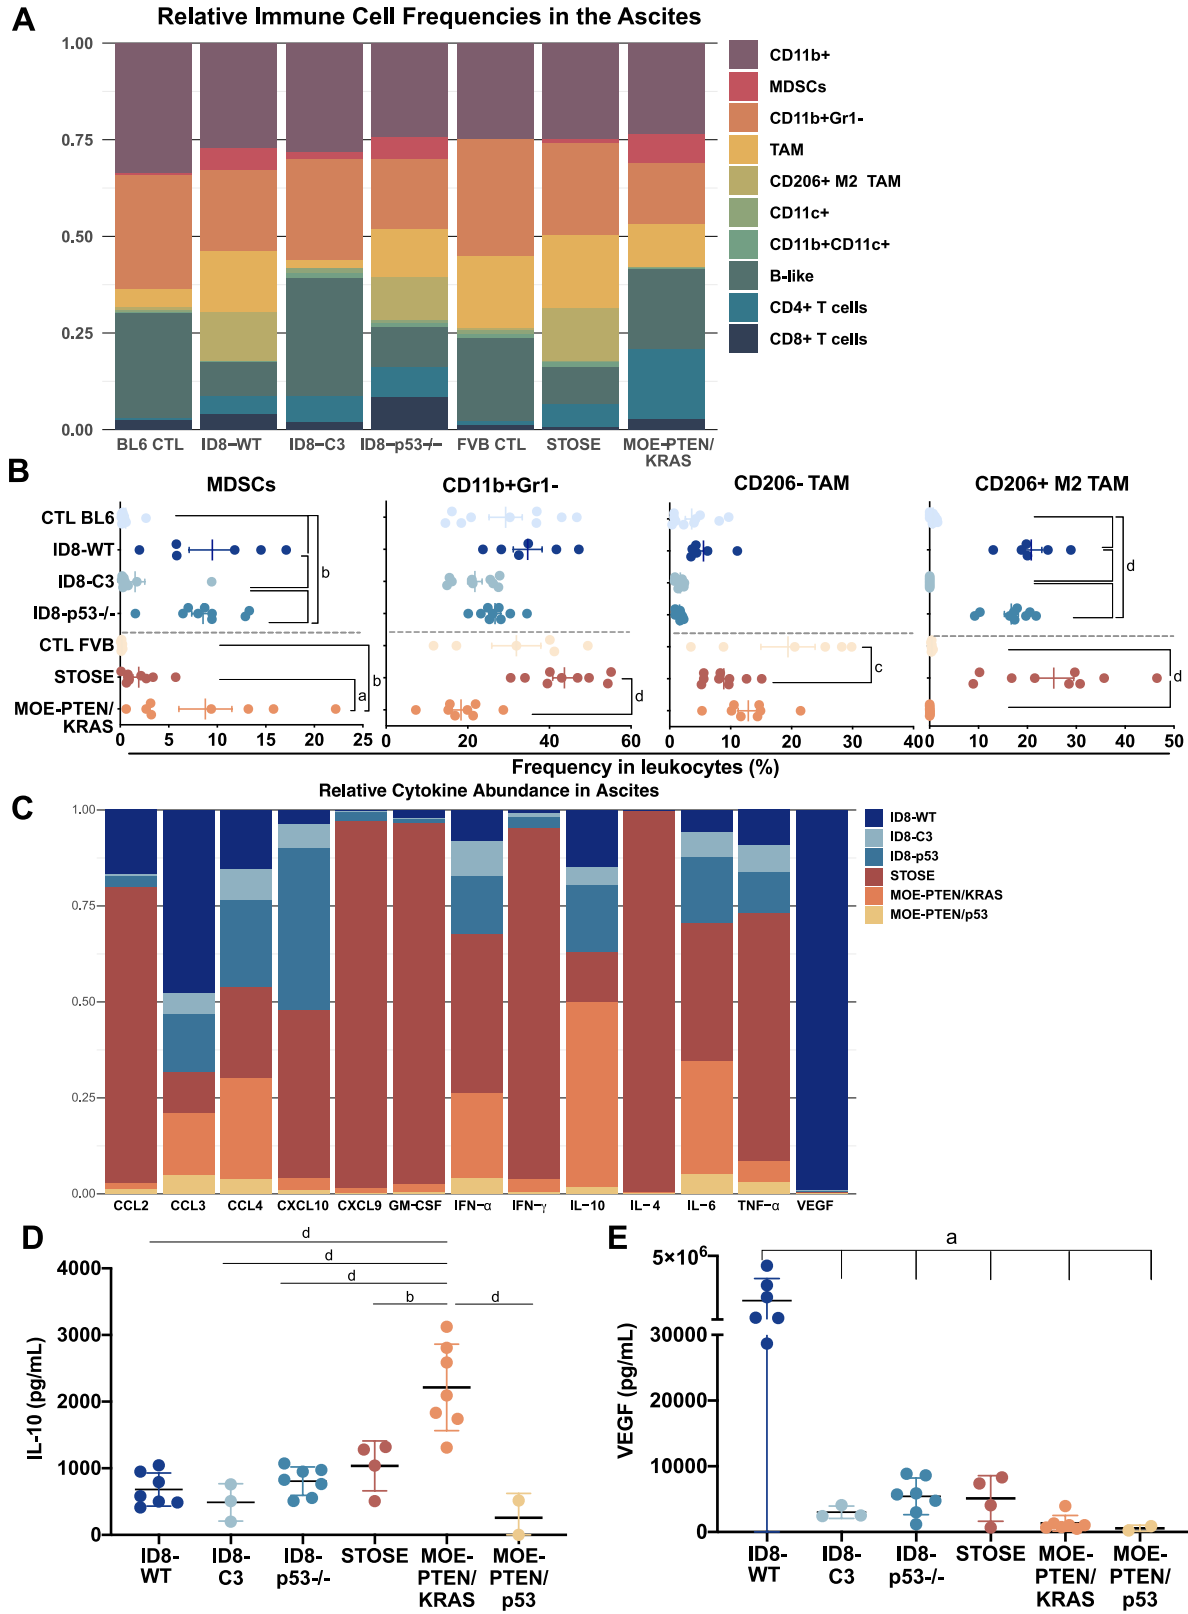 A
Relative Immune Cell Frequencies in the Ascites
1.00
0.75
0.50
0.25
0.00
BL6 CTL
ID8–WT
ID8–C3
ID8–p53–/–
FVB CTL
STOSE
MOE–PTEN/
KRAS
CD11b+
MDSCs
CD11b+Gr1-
TAM
CD206+ M2 TAM
CD11c+
CD11b+CD11c+
B-like
CD4+ T cells
CD8+ T cells
B
MDSCs
CD11b+Gr1-
CD206- TAM
CD206+ M2 TAM
CTL BL6
ID8-WT
ID8-C3
ID8-p53-/-
CTL FVB
STOSE
MOE-PTEN/
KRAS
b
b
a
d
c
d
d
0 5 10 15 20 25
0 20 40 60
0 10 20 30 40
0 10 20 30 40 50
Frequency in leukocytes (%)
C
Relative Cytokine Abundance in Ascites
1.00
0.75
0.50
0.25
0.00
CCL2 CCL3 CCL4 CXCL10 CXCL9 GM-CSF IFN–α IFN–γ IL–10 IL–4 IL–6 TNF–α VEGF
ID8-WT
ID8-C3
ID8-p53
STOSE
MOE-PTEN/KRAS
MOE-PTEN/p53
D
d
d
d
b d
4000
3000
2000
1000
0
IL-10 (pg/mL)
ID8-
WT
ID8-
C3
ID8-
p53-/-
STOSE
MOE-
PTEN/
KRAS
MOE-
PTEN/
p53
E
a
5×10⁶
30000
20000
10000
0
VEGF (pg/mL)
ID8-
WT
ID8-
C3
ID8-
p53-/-
STOSE
MOE-
PTEN/
KRAS
MOE-
PTEN/
p53